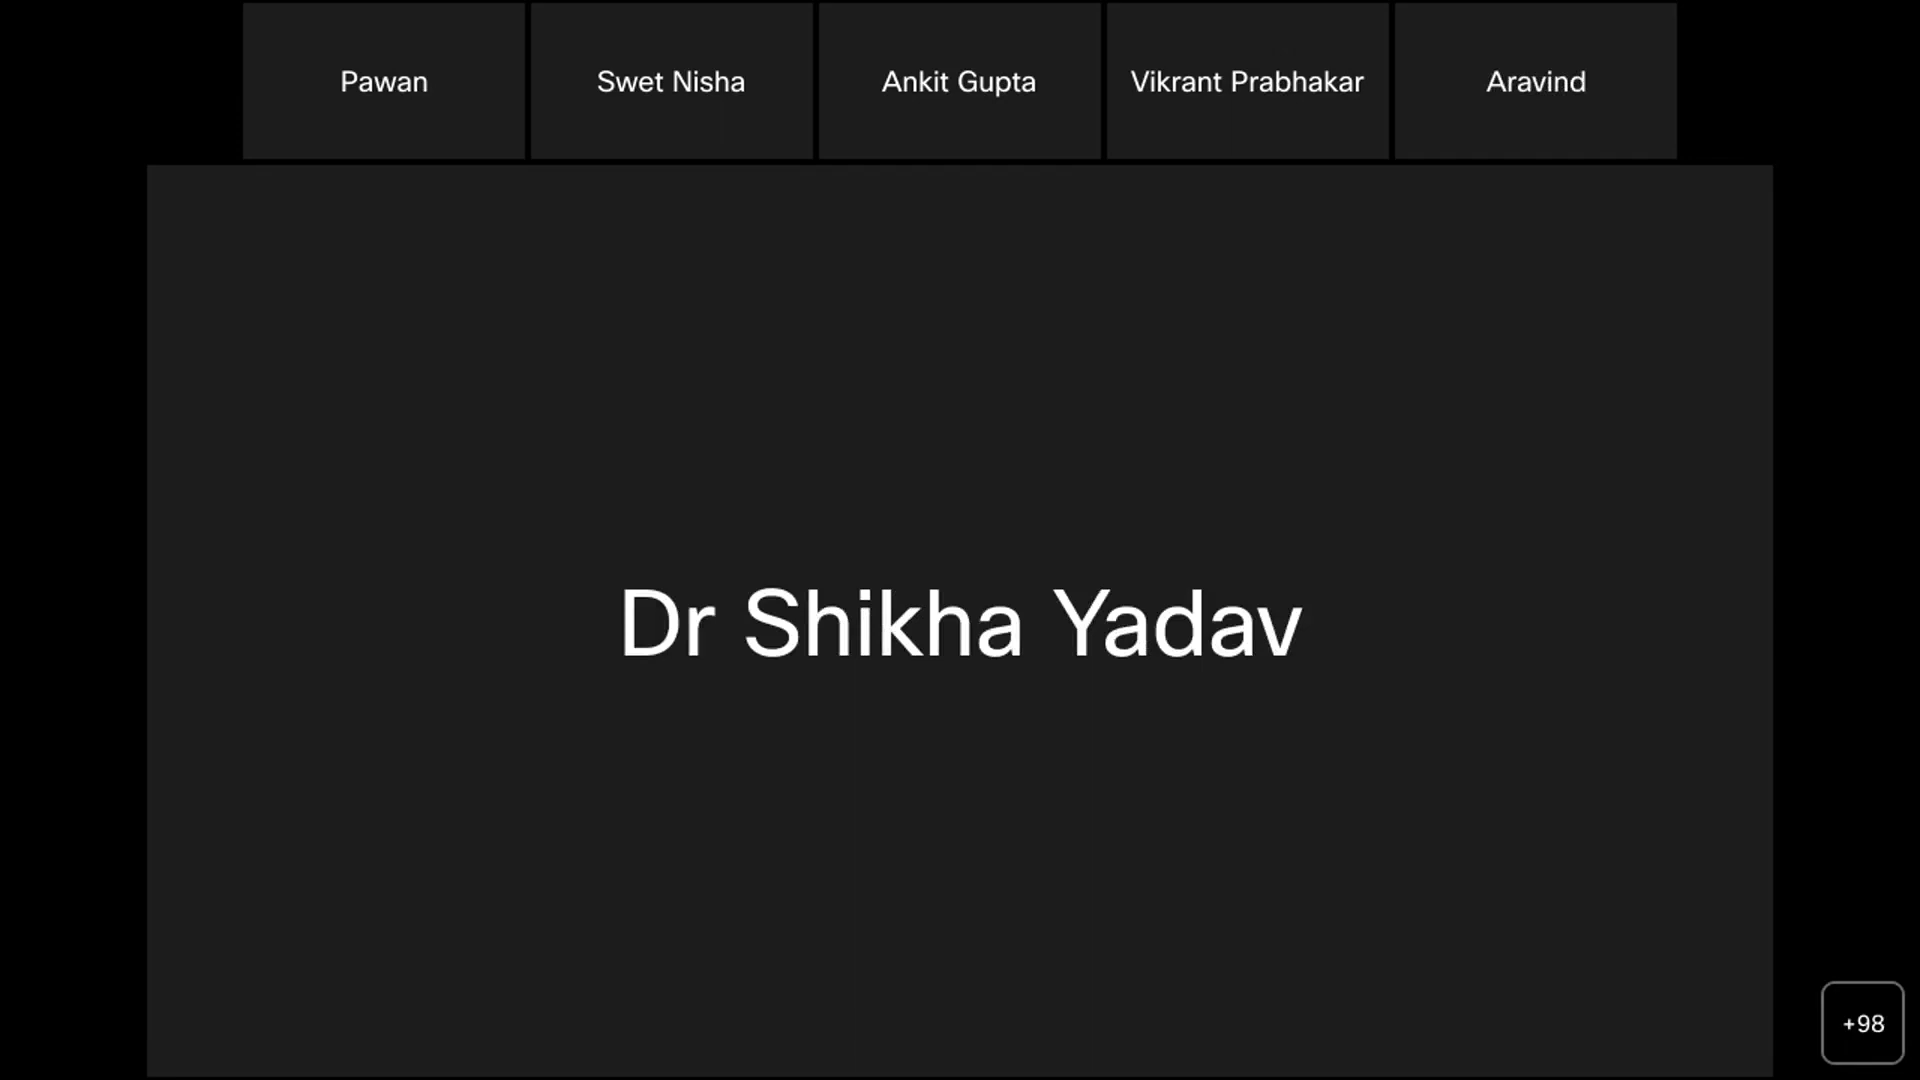 Pawan
Swet Nisha
Ankit Gupta
Vikrant Prabhakar
Aravind
Dr Shikha Yadav
+98